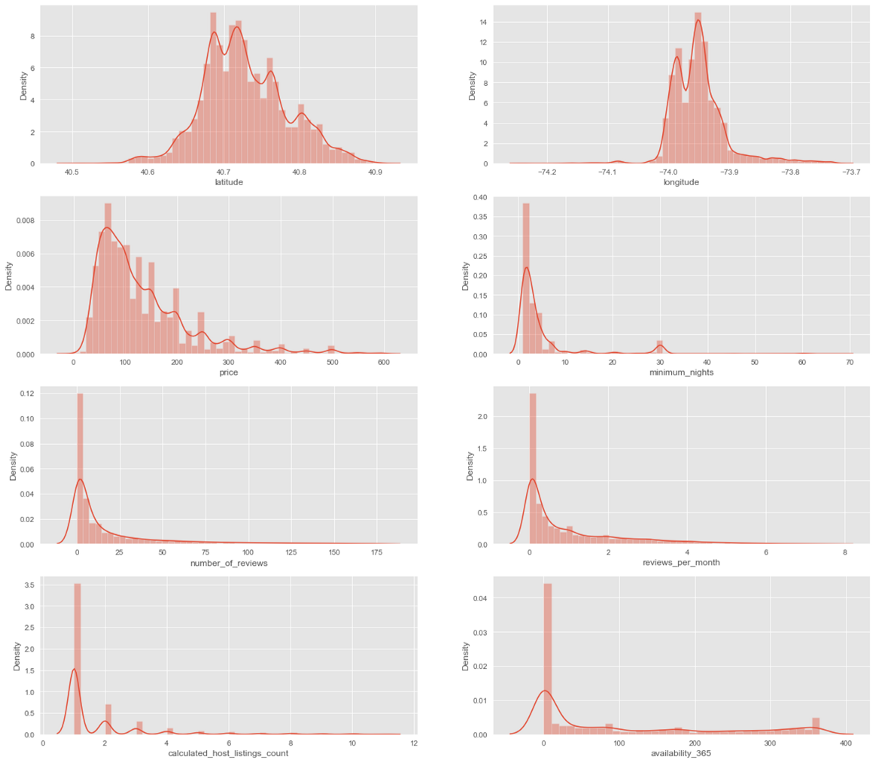 Density
8
6
4
2
0
40.5 40.6 40.7 40.8 40.9
latitude
Density
14
12
10
8
6
4
2
0
−74.2 −74.1 −74.0 −73.9 −73.8 −73.7
longitude
Density
0.008
0.006
0.004
0.002
0.000
0 100 200 300 400 500 600
price
Density
0.40
0.35
0.30
0.25
0.20
0.15
0.10
0.05
0.00
0 10 20 30 40 50 60 70
minimum_nights
Density
0.12
0.10
0.08
0.06
0.04
0.02
0.00
0 25 50 75 100 125 150 175
number_of_reviews
Density
2.0
1.5
1.0
0.5
0.0
0 2 4 6 8
reviews_per_month
Density
3.5
3.0
2.5
2.0
1.5
1.0
0.5
0.0
0 2 4 6 8 10 12
calculated_host_listings_count
Density
0.04
0.03
0.02
0.01
0.00
0 100 200 300 400
availability_365